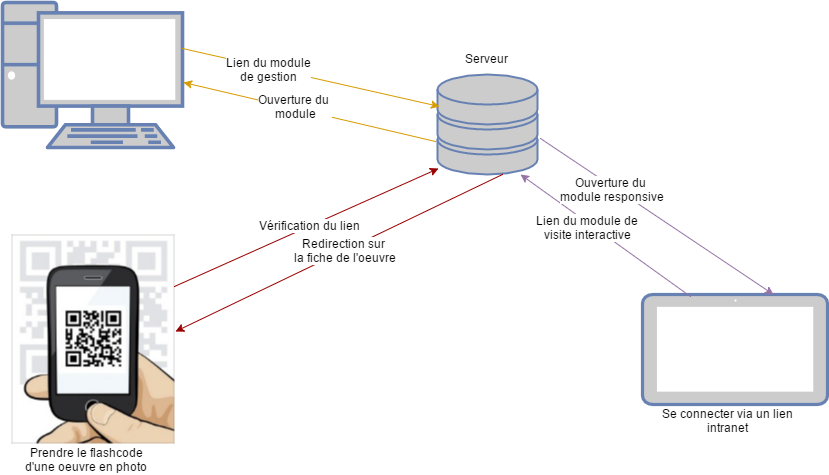 Serveur
Lien du module
de gestion
Ouverture du
module
Ouverture du
module responsive
Lien du module de
visite interactive
Vérification du lien
Redirection sur
la fiche de l'oeuvre
Se connecter via un lien
intranet
Prendre le flashcode
d'une oeuvre en photo